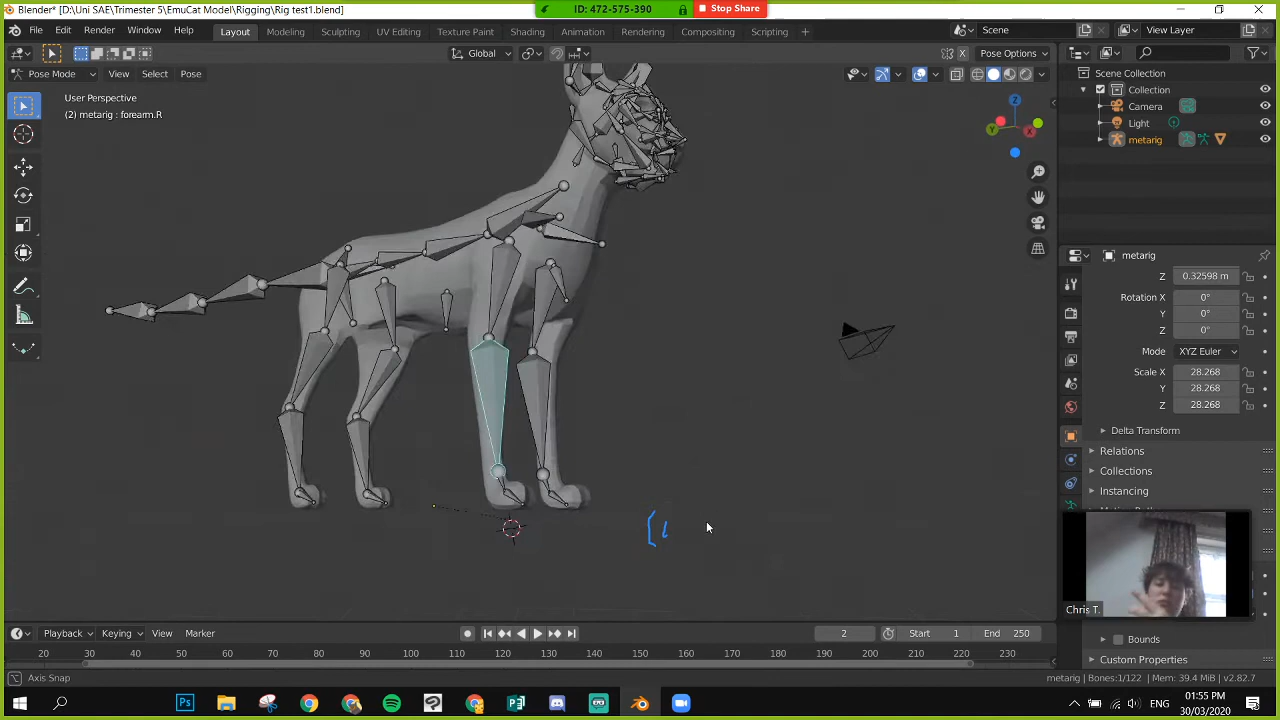 Blender* [D:\Uni SAE\Trimester 5\EmuCat Model\Rigging\Rig test1.blend]
ID: 472-575-390
Stop Share
File Edit Render Window Help
Layout Modeling Sculpting UV Editing Texture Paint Shading Animation Rendering Compositing Scripting +
Scene
View Layer
Global
Pose Options
Pose Mode View Select Pose
User Perspective
(2) metarig : forearm.R
Z
Y
X
Scene Collection
Collection
Camera
Light
metarig
metarig
Z 0.32598 m
Rotation X 0°
Y 0°
Z 0°
Mode XYZ Euler
Scale X 28.268
Y 28.268
Z 28.268
Delta Transform
Relations
Collections
Instancing
Chris T.
Bounds
Custom Properties
Playback Keying View Marker
2
Start 1
End 250
20 30 40 50 60 70 80 90 100 110 120 130 140 150 160 170 180 190 200 210 220 230
Axis Snap
metarig | Bones:1/122 | Mem: 39.4 MiB | v2.82.7
ENG
01:55 PM
30/03/2020